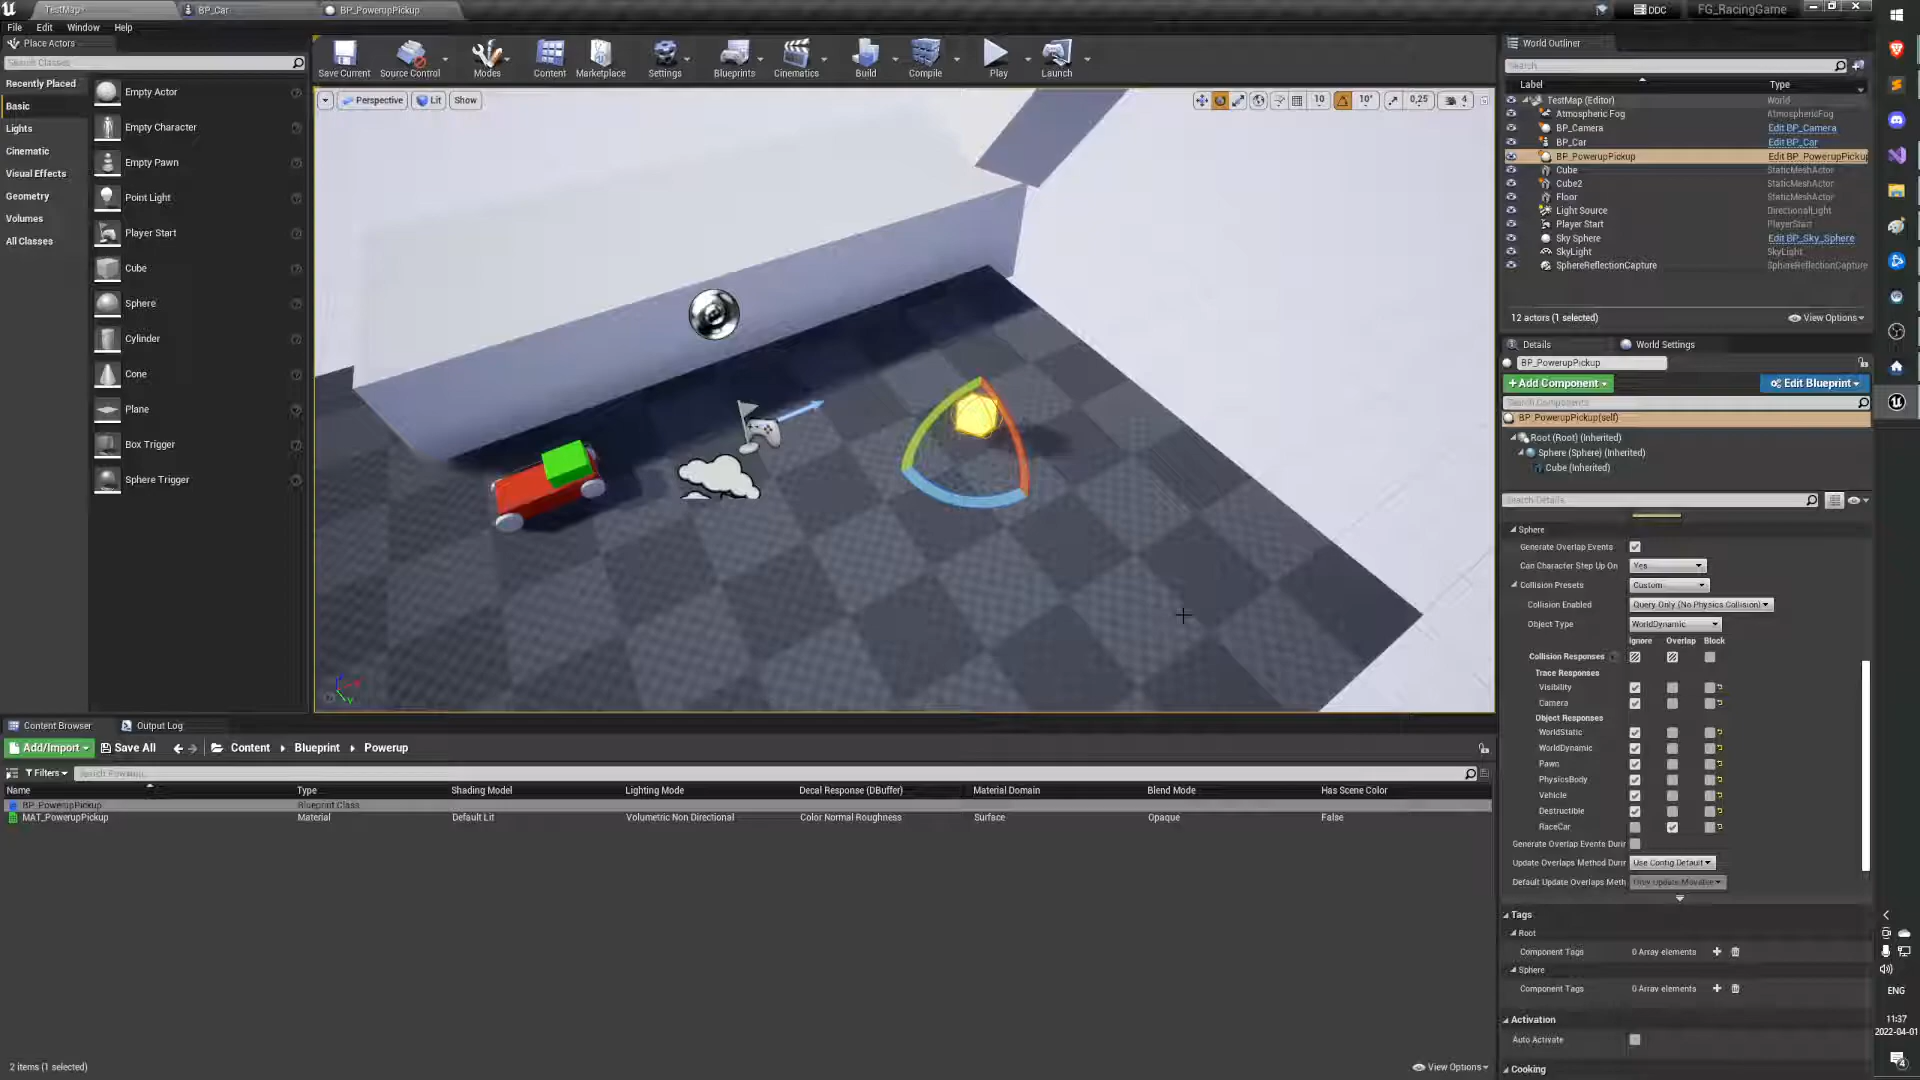 TestMap*
BP_Car
BP_PowerupPickup
DDC
FG_RacingGame
File
Edit
Window
Help
Place Actors
Search Classes
Recently Placed
Basic
Lights
Cinematic
Visual Effects
Geometry
Volumes
All Classes
Empty Actor
Empty Character
Empty Pawn
Point Light
Player Start
Cube
Sphere
Cylinder
Cone
Plane
Box Trigger
Sphere Trigger
Save Current
Source Control
Modes
Content
Marketplace
Settings
Blueprints
Cinematics
Build
Compile
Play
Launch
Perspective
Lit
Show
10
10°
0,25
4
World Outliner
Search
Label
Type
TestMap (Editor)
World
Atmospheric Fog
AtmosphericFog
BP_Camera
Edit BP_Camera
BP_Car
Edit BP_Car
BP_PowerupPickup
Edit BP_PowerupPickup
Cube
StaticMeshActor
Cube2
StaticMeshActor
Floor
StaticMeshActor
Light Source
DirectionalLight
Player Start
PlayerStart
Sky Sphere
Edit BP_Sky_Sphere
SkyLight
SkyLight
SphereReflectionCapture
SphereReflectionCapture
12 actors (1 selected)
View Options
Details
World Settings
BP_PowerupPickup
+Add Component
Edit Blueprint
Search Components
BP_PowerupPickup(self)
Root (Root) (Inherited)
Sphere (Sphere) (Inherited)
Cube (Inherited)
Search Details
Sphere
Generate Overlap Events
Can Character Step Up On
Yes
Collision Presets
Custom
Collision Enabled
Query Only (No Physics Collision)
Object Type
WorldDynamic
Ignore
Overlap
Block
Collision Responses
Trace Responses
Visibility
Camera
Object Responses
WorldStatic
WorldDynamic
Pawn
PhysicsBody
Vehicle
Destructible
RaceCar
Generate Overlap Events Durin
Update Overlaps Method Durin
Use Config Default
Default Update Overlaps Meth
Only Update Movable
Tags
Root
Component Tags
0 Array elements
Sphere
Component Tags
0 Array elements
Activation
Auto Activate
Cooking
Content Browser
Output Log
Add/Import
Save All
Content
Blueprint
Powerup
Filters
Search Powerup
Name
Type
Shading Model
Lighting Mode
Decal Response (DBuffer)
Material Domain
Blend Mode
Has Scene Color
BP_PowerupPickup
Blueprint Class
MAT_PowerupPickup
Material
Default Lit
Volumetric Non Directional
Color Normal Roughness
Surface
Opaque
False
2 items (1 selected)
View Options
ENG
11:37
2022-04-01
4